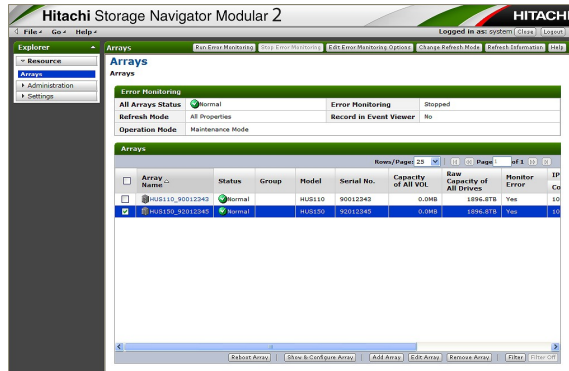 Hitachi Storage Navigator Modular 2
HITACHI
File Go Help
Logged in as: system Close Logout
Explorer
Arrays
Run Error Monitoring Stop Error Monitoring Edit Error Monitoring Options Change Refresh Mode Refresh Information Help
Resource
Arrays
Administration
Settings
Arrays
Arrays
Error Monitoring
All Arrays Status Normal Error Monitoring Stopped
Refresh Mode All Properties Record in Event Viewer No
Operation Mode Maintenance Mode
Arrays
Rows/Page: 25 Page 1 of 1
Array Name Status Group Model Serial No. Capacity of All VOL Raw Capacity of All Drives Monitor Error IP Co
HUS110_90012343 Normal HUS110 90012343 0.0MB 1896.8TB Yes 10
HUS150_92012345 Normal HUS150 92012345 0.0MB 1896.8TB Yes 10
Reboot Array Show & Configure Array Add Array Edit Array Remove Array Filter Filter Off